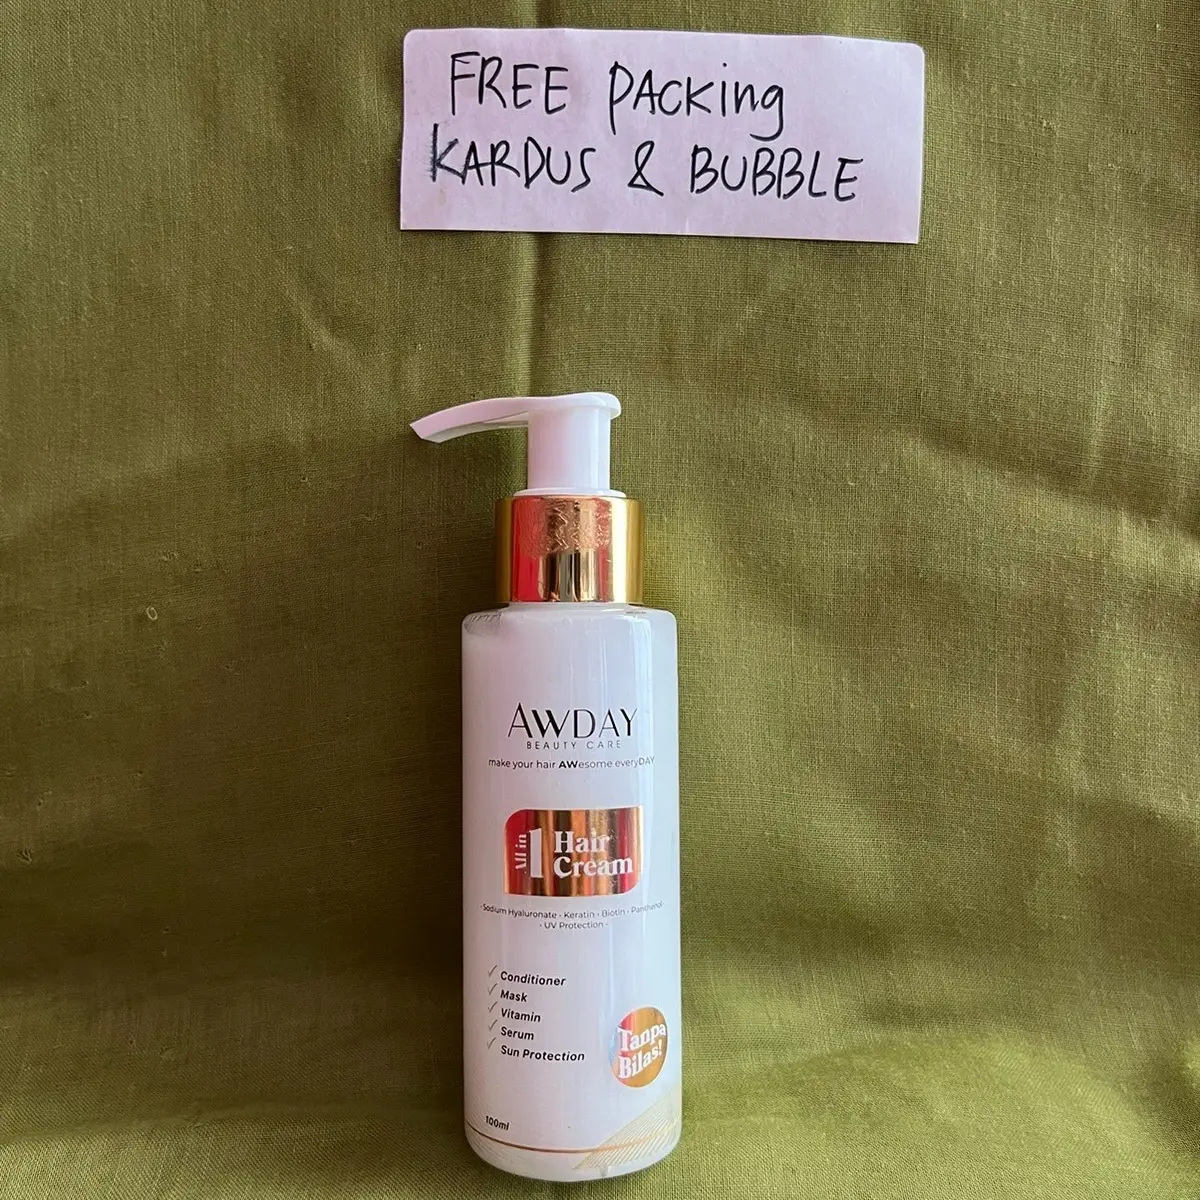 FREE PACKing
KARDUS & BUBBLE
AWDAY
BEAUTY CARE
make your hair AWesome everyDAY
All in 1 Hair
Cream
- Sodium Hyaluronate - Keratin - Biotin - Panthenol-
- UV Protection -
Conditioner
Mask
Vitamin
Serum
Sun Protection
Tanpa
Bilas!
100ml